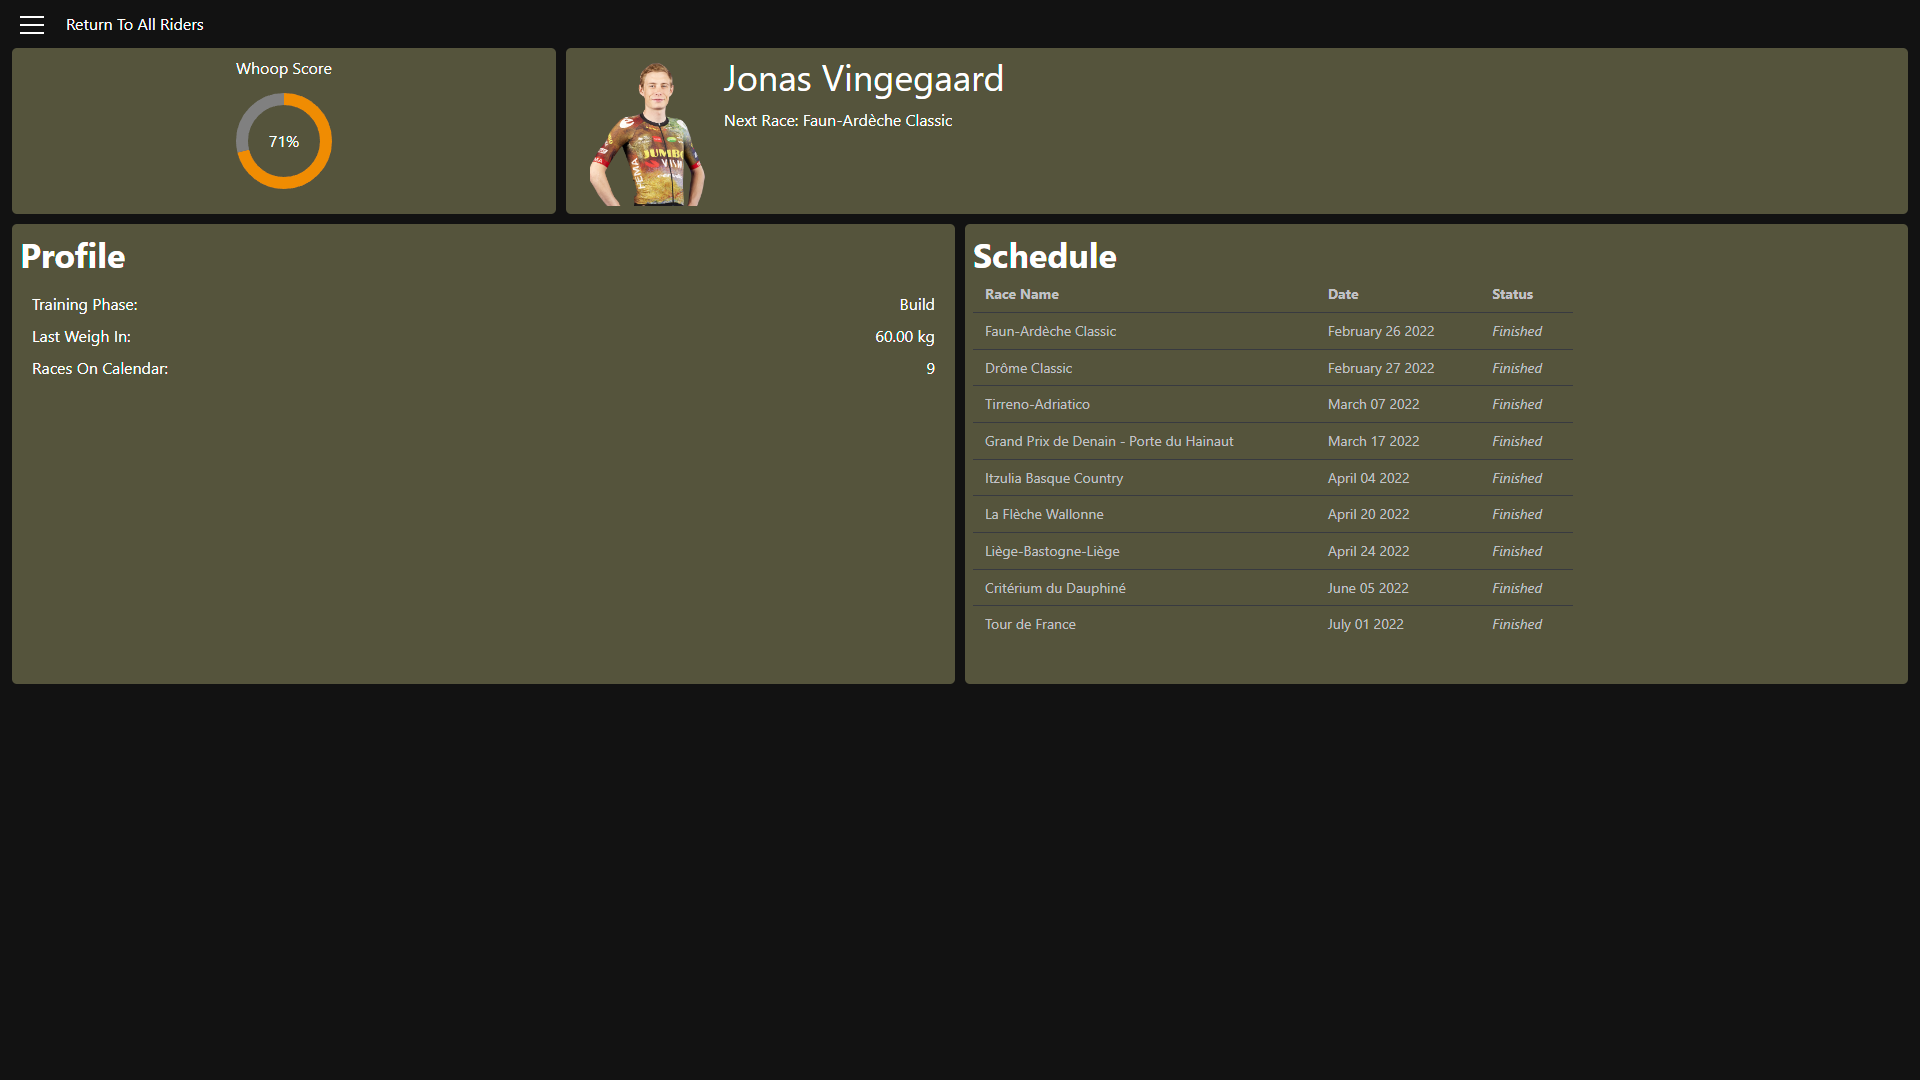 Return To All Riders
Whoop Score
71%
Jonas Vingegaard
Next Race: Faun-Ardèche Classic
JUMBO
VISMA
HEMA
Profile
Training Phase: Build
Last Weigh In: 60.00 kg
Races On Calendar: 9
Schedule
Race Name Date Status
Faun-Ardèche Classic February 26 2022 Finished
Drôme Classic February 27 2022 Finished
Tirreno-Adriatico March 07 2022 Finished
Grand Prix de Denain - Porte du Hainaut March 17 2022 Finished
Itzulia Basque Country April 04 2022 Finished
La Flèche Wallonne April 20 2022 Finished
Liège-Bastogne-Liège April 24 2022 Finished
Critérium du Dauphiné June 05 2022 Finished
Tour de France July 01 2022 Finished